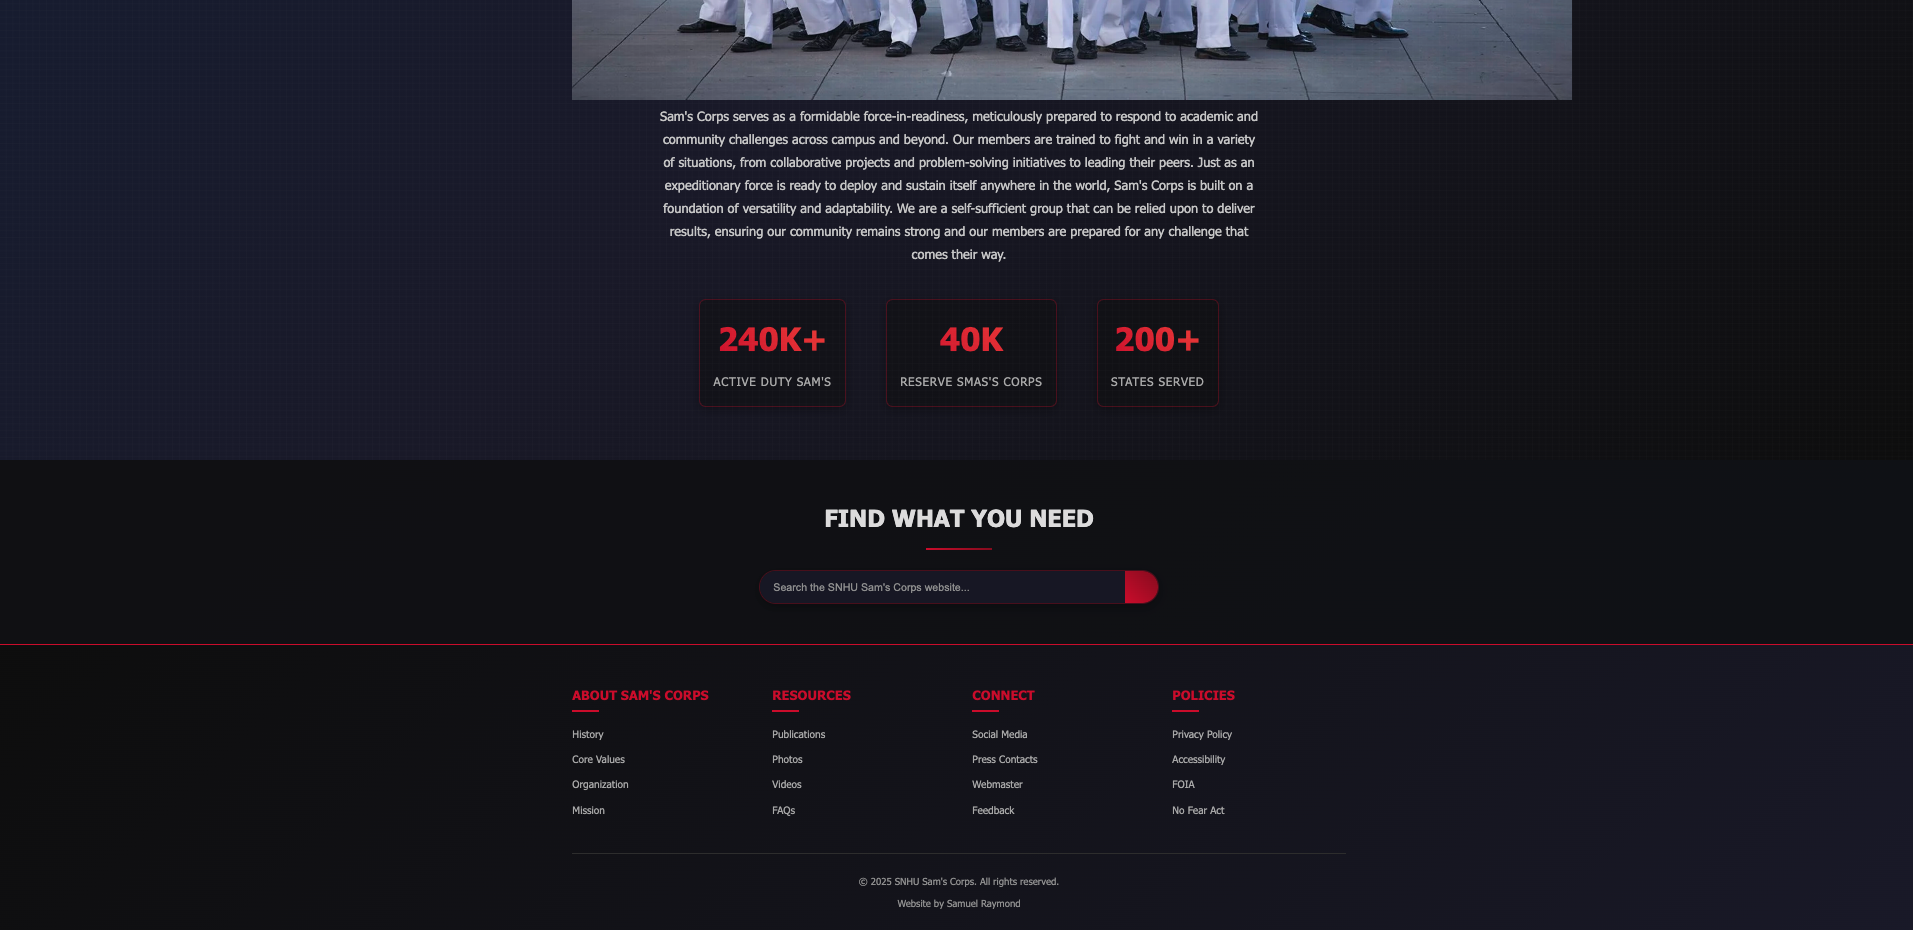 Sam's Corps serves as a formidable force-in-readiness, meticulously prepared to respond to academic and
community challenges across campus and beyond. Our members are trained to fight and win in a variety
of situations, from collaborative projects and problem-solving initiatives to leading their peers. Just as an
expeditionary force is ready to deploy and sustain itself anywhere in the world, Sam's Corps is built on a
foundation of versatility and adaptability. We are a self-sufficient group that can be relied upon to deliver
results, ensuring our community remains strong and our members are prepared for any challenge that
comes their way.
240K+
ACTIVE DUTY SAM'S
40K
RESERVE SMAS'S CORPS
200+
STATES SERVED
FIND WHAT YOU NEED
Search the SNHU Sam's Corps website...
ABOUT SAM'S CORPS
History
Core Values
Organization
Mission
RESOURCES
Publications
Photos
Videos
FAQs
CONNECT
Social Media
Press Contacts
Webmaster
Feedback
POLICIES
Privacy Policy
Accessibility
FOIA
No Fear Act
© 2025 SNHU Sam's Corps. All rights reserved.
Website by Samuel Raymond